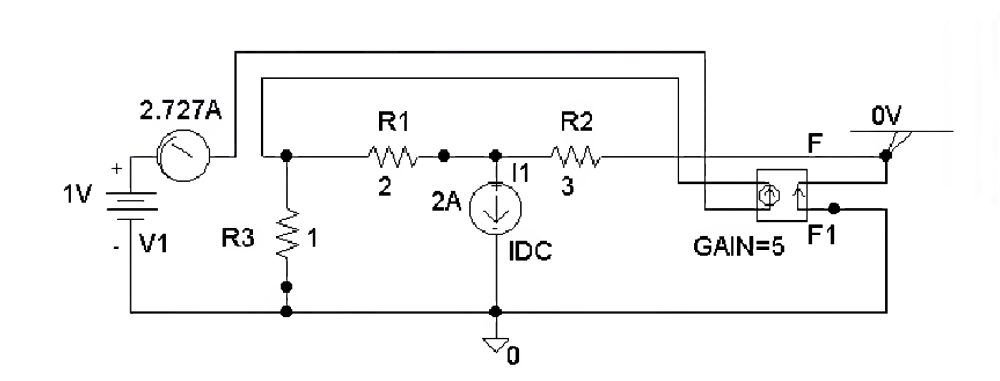 2.727A
0V
R1
R2
F
+
I1
1V
2
2A
3
R3
1
-
V1
GAIN=5
F1
IDC
0